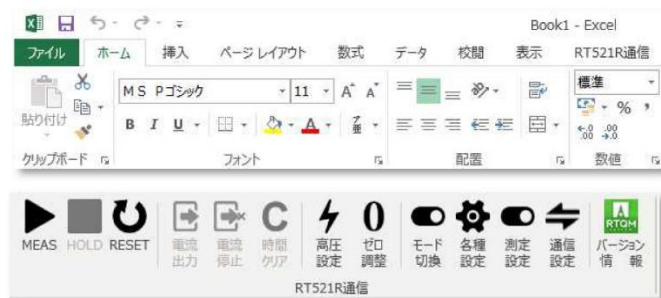 Book1 - Excel
ファイル ホーム 挿入 ページ レイアウト 数式 データ 校閲 表示 RT521R通信
貼り付け
MS Pゴシック 11 A A 標準
B I U A 亜 % ,
クリップボード フォント 配置 数値
MEAS HOLD RESET 電流出力 電流停止 時間クリア 高圧設定 ゼロ調整 モード切換 各種設定 測定設定 通信設定 RTQM バージョン情報
RT521R通信